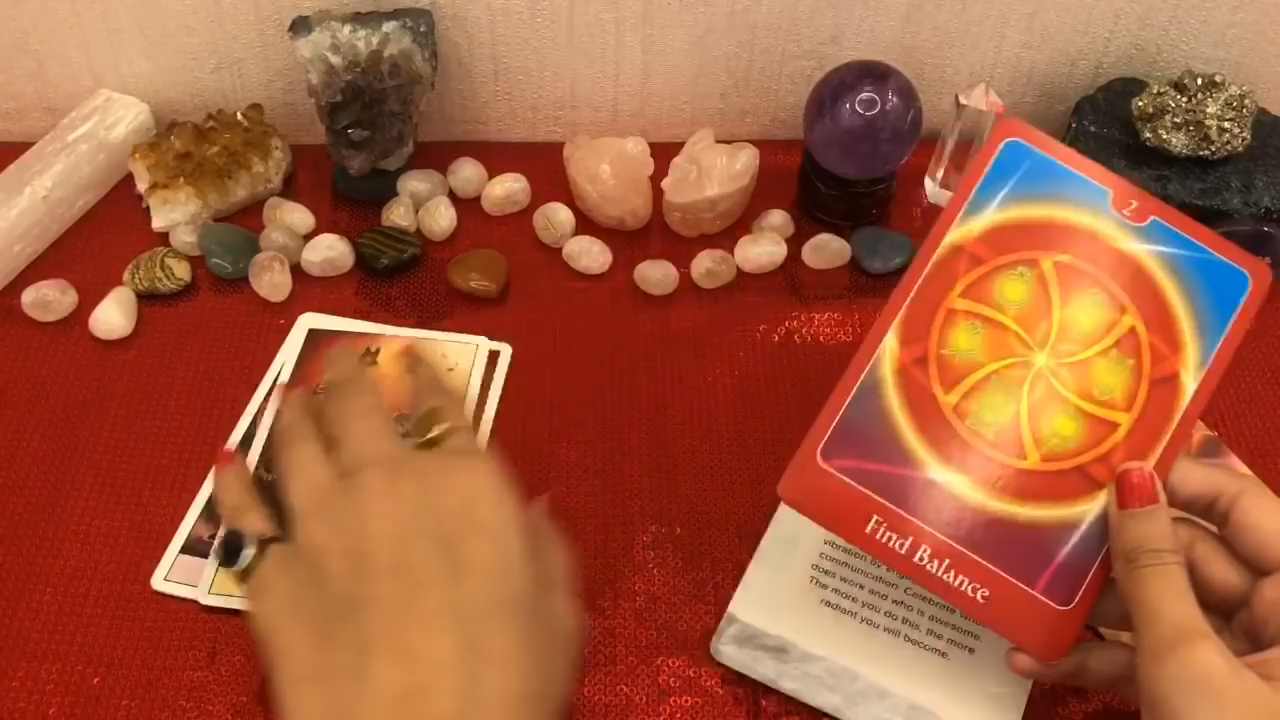 2
Find Balance
vibration by
communication. Celebrate
does work and who is awesome.
The more you do this, the more
radiant you will become.